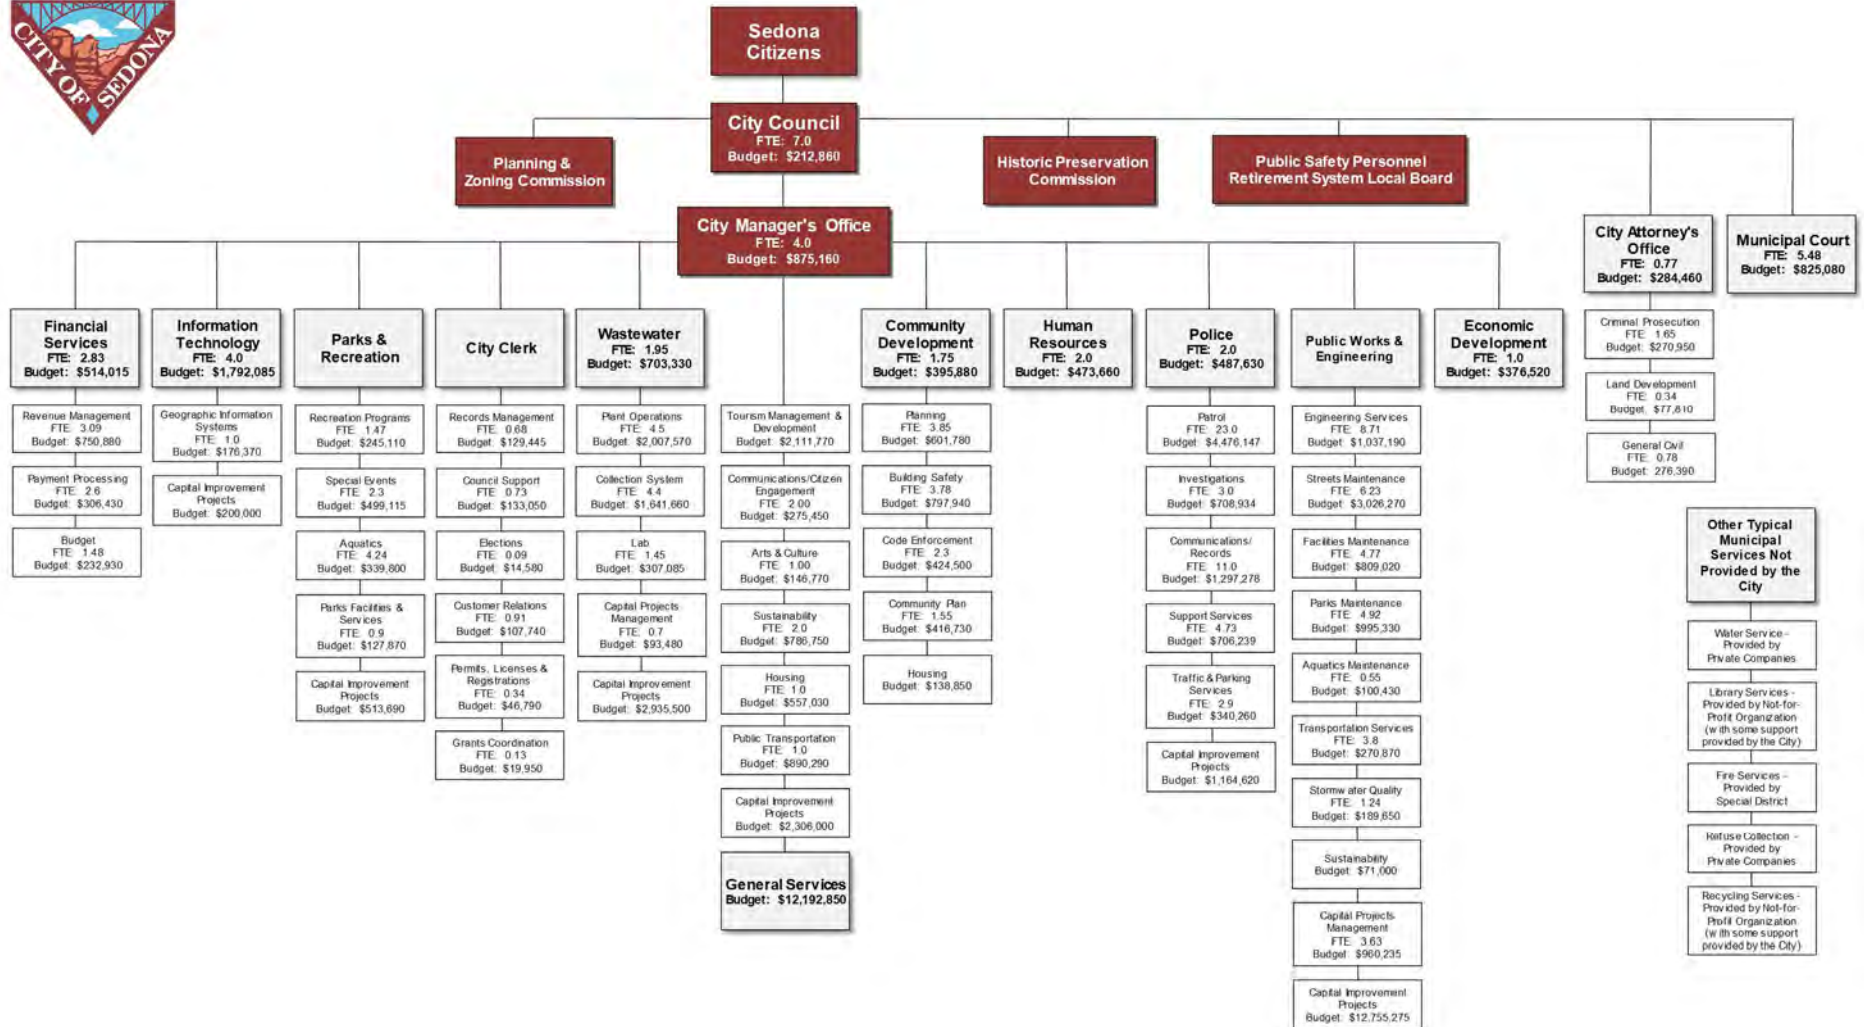 CITY OF SEDONA
Sedona
Citizens
City Council
FTE: 7.0
Budget: $212,860
Planning &
Zoning Commission
Historic Preservation
Commission
Public Safety Personnel
Retirement System Local Board
City Manager's Office
FTE: 4.0
Budget: $875,160
City Attorney's
Office
FTE: 0.77
Budget: $284,460
Municipal Court
FTE: 5.48
Budget: $825,080
Criminal Prosecution
FTE: 1.65
Budget: $270,950
Land Development
FTE: 0.34
Budget: $77,810
General Civil
FTE: 0.78
Budget: 276,390
Financial
Services
FTE: 2.83
Budget: $514,015
Revenue Management
FTE: 3.09
Budget: $750,880
Payment Processing
FTE: 2.6
Budget: $306,430
Budget
FTE: 1.48
Budget: $232,930
Information
Technology
FTE: 4.0
Budget: $1,792,085
Geographic Information
Systems
FTE: 1.0
Budget: $176,370
Capital Improvement
Projects
Budget: $200,000
Parks &
Recreation
Recreation Programs
FTE: 1.47
Budget: $245,110
Special Events
FTE: 2.3
Budget: $499,115
Aquatics
FTE: 4.24
Budget: $339,800
Parks Facilities &
Services
FTE: 0.9
Budget: $127,870
Capital Improvement
Projects
Budget: $513,690
City Clerk
Records Management
FTE: 0.68
Budget: $129,445
Council Support
FTE: 0.73
Budget: $133,050
Elections
FTE: 0.09
Budget: $14,580
Customer Relations
FTE: 0.91
Budget: $107,740
Permits, Licenses &
Registrations
FTE: 0.34
Budget: $46,790
Grants Coordination
FTE: 0.13
Budget: $19,950
Wastewater
FTE: 1.95
Budget: $703,330
Plant Operations
FTE: 4.5
Budget: $2,007,570
Collection System
FTE: 4.4
Budget: $1,641,660
Lab
FTE: 1.45
Budget: $307,085
Capital Projects
Management
FTE: 0.7
Budget: $93,480
Capital Improvement
Projects
Budget: $2,935,500
Tourism Management &
Development
Budget: $2,111,770
Communications/Citizen
Engagement
FTE: 2.00
Budget: $275,450
Arts & Culture
FTE: 1.00
Budget: $146,770
Sustainability
FTE: 2.0
Budget: $786,750
Housing
FTE: 1.0
Budget: $557,030
Public Transportation
FTE: 1.0
Budget: $890,290
Capital Improvement
Projects
Budget: $2,306,000
General Services
Budget: $12,192,850
Community
Development
FTE: 1.75
Budget: $395,880
Planning
FTE: 3.85
Budget: $601,780
Building Safety
FTE: 3.78
Budget: $797,940
Code Enforcement
FTE: 2.3
Budget: $424,500
Community Plan
FTE: 1.55
Budget: $416,730
Housing
Budget: $138,850
Human
Resources
FTE: 2.0
Budget: $473,660
Police
FTE: 2.0
Budget: $487,630
Patrol
FTE: 23.0
Budget: $4,476,147
Investigations
FTE: 3.0
Budget: $708,934
Communications/
Records
FTE: 11.0
Budget: $1,297,278
Support Services
FTE: 4.73
Budget: $706,239
Traffic & Parking
Services
FTE: 2.9
Budget: $340,260
Capital Improvement
Projects
Budget: $1,164,620
Public Works &
Engineering
Engineering Services
FTE: 8.71
Budget: $1,037,190
Streets Maintenance
FTE: 6.23
Budget: $3,026,270
Facilities Maintenance
FTE: 4.77
Budget: $809,020
Parks Maintenance
FTE: 4.92
Budget: $995,330
Aquatics Maintenance
FTE: 0.55
Budget: $100,430
Transportation Services
FTE: 3.8
Budget: $270,870
Stormwater Quality
FTE: 1.24
Budget: $189,650
Sustainability
Budget: $71,000
Capital Projects
Management
FTE: 3.63
Budget: $960,235
Capital Improvement
Projects
Budget: $12,755,275
Economic
Development
FTE: 1.0
Budget: $376,520
Other Typical
Municipal
Services Not
Provided by the
City
Water Service -
Provided by
Private Companies
Library Services -
Provided by Not-for-
Profit Organization
(with some support
provided by the City)
Fire Services -
Provided by
Special District
Refuse Collection -
Provided by
Private Companies
Recycling Services -
Provided by Not-for-
Profit Organization
(with some support
provided by the City)